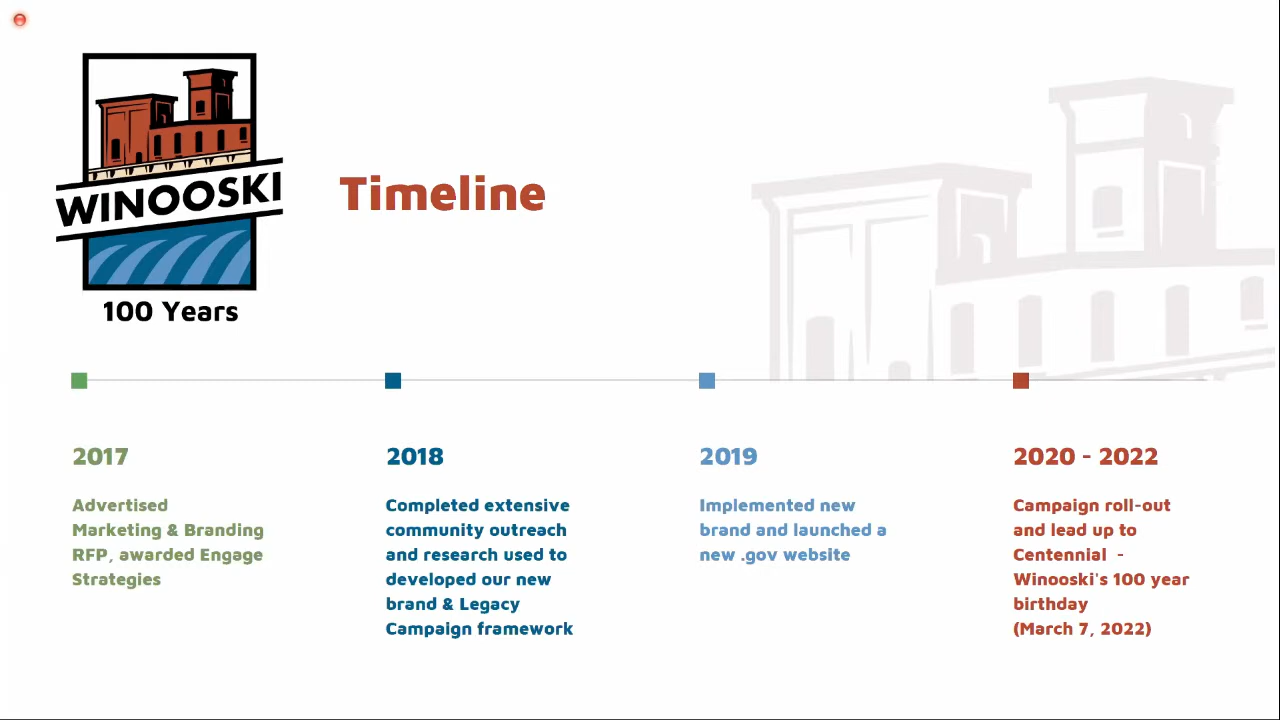 WINOOSKI
100 Years
Timeline
2017
Advertised
Marketing & Branding
RFP, awarded Engage
Strategies
2018
Completed extensive
community outreach
and research used to
developed our new
brand & Legacy
Campaign framework
2019
Implemented new
brand and launched a
new .gov website
2020 - 2022
Campaign roll-out
and lead up to
Centennial -
Winooski's 100 year
birthday
(March 7, 2022)